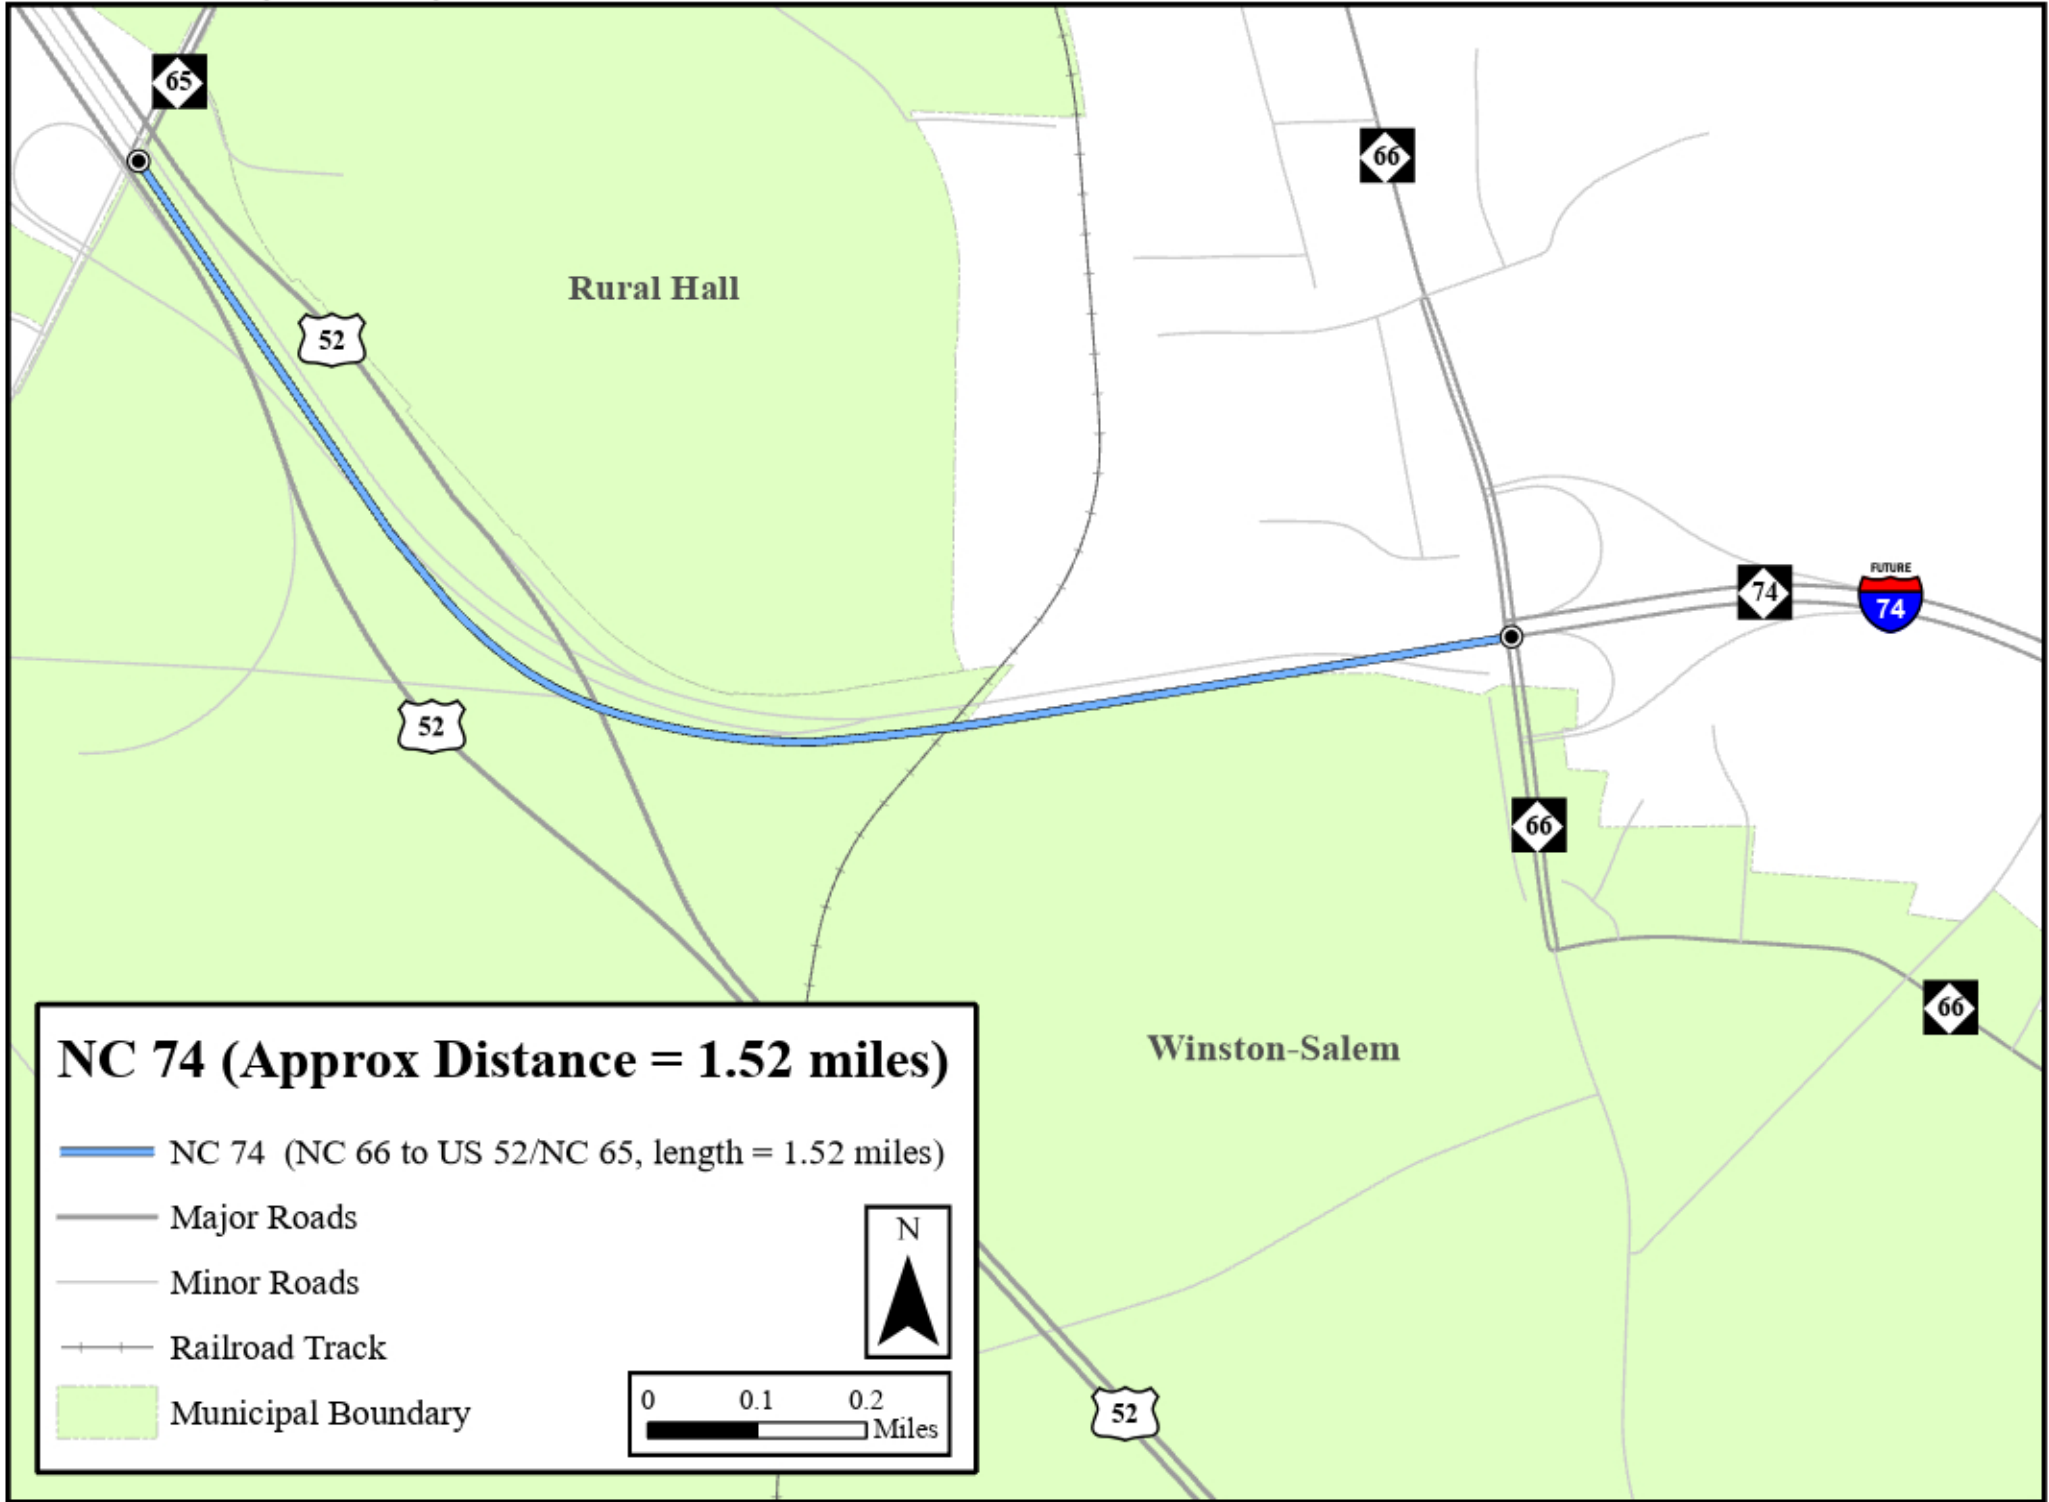 65
66
Rural Hall
52
FUTURE
74
74
52
66
66
Winston-Salem
NC 74 (Approx Distance = 1.52 miles)
NC 74 (NC 66 to US 52/NC 65, length = 1.52 miles)
Major Roads
Minor Roads
Railroad Track
Municipal Boundary
N
0 0.1 0.2
Miles
52